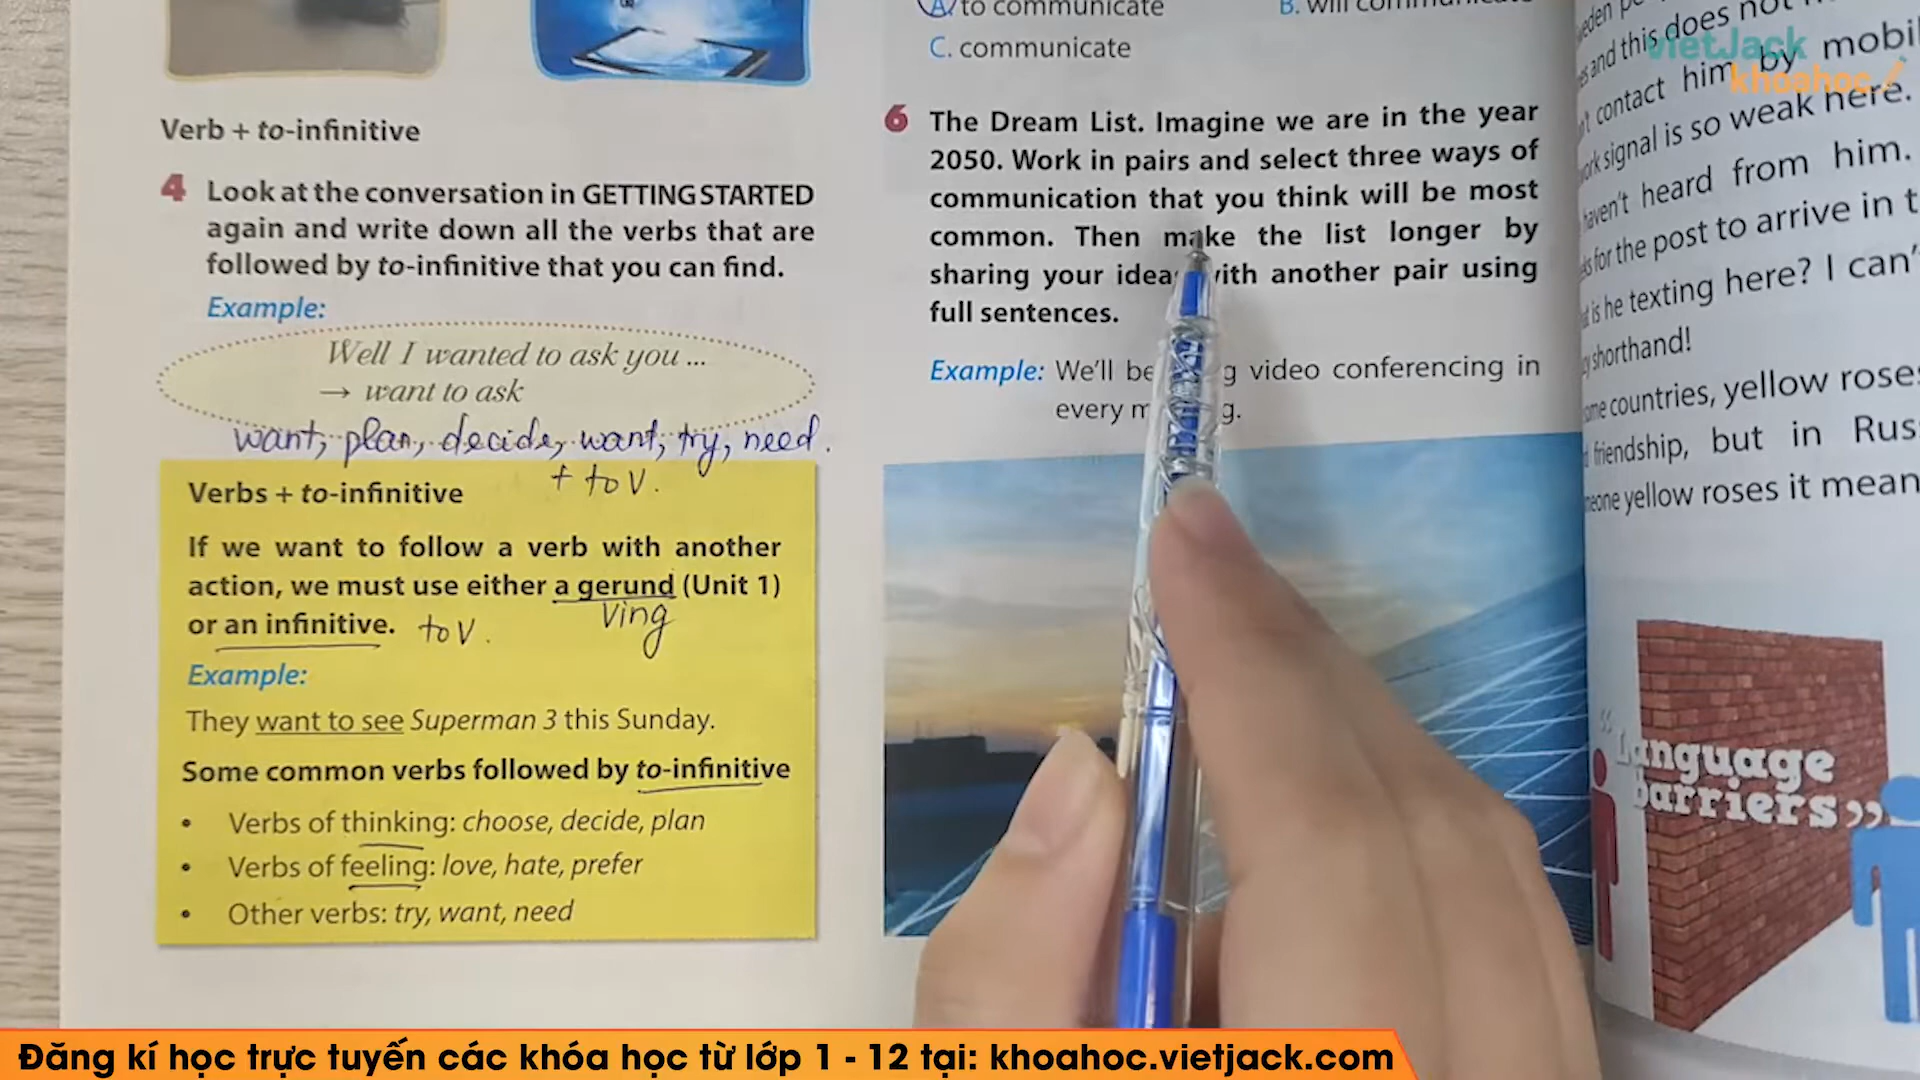 Verb + to-infinitive
4 Look at the conversation in GETTING STARTED
again and write down all the verbs that are
followed by to-infinitive that you can find.
Example:
Well I wanted to ask you ...
→ want to ask
want, plan, decide, want, try, need.
+ to V.
Verbs + to-infinitive
If we want to follow a verb with another
action, we must use either a gerund (Unit 1)
Ving
or an infinitive. to V.
Example:
They want to see Superman 3 this Sunday.
Some common verbs followed by to-infinitive
• Verbs of thinking: choose, decide, plan
• Verbs of feeling: love, hate, prefer
• Other verbs: try, want, need
A. to communicate B. will communicate
C. communicate
6 The Dream List. Imagine we are in the year
2050. Work in pairs and select three ways of
communication that you think will be most
common. Then make the list longer by
sharing your ideas with another pair using
full sentences.
Example: We'll be video conferencing in
every
and this does not
contact him by
signal is so weak here.
haven't heard from him.
for the post to arrive in
is he texting here? I can't
shorthand!
countries, yellow roses
friendship, but in
yellow roses it mean
"Language
barriers"
vietJack
khoahoc
Đăng kí học trực tuyến các khóa học từ lớp 1 - 12 tại: khoahoc.vietjack.com